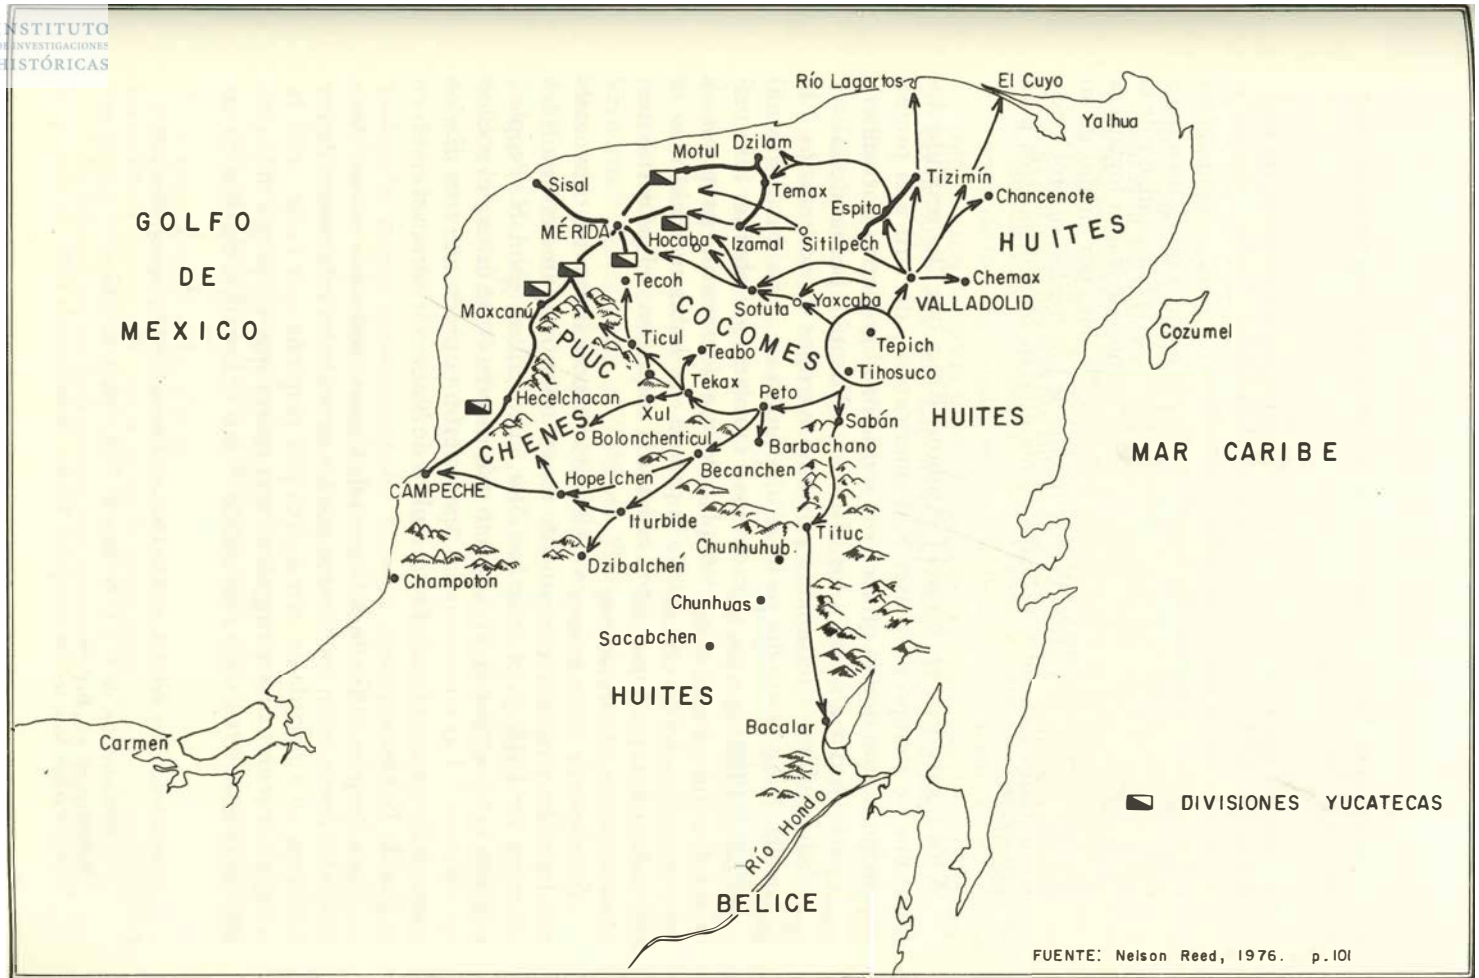 INSTITUTO
DE INVESTIGACIONES
HISTÓRICAS
Río Lagartos
El Cuyo
Yalhua
Dzilam
Motul
Sisal
Temax
Tizimín
Chancenote
Espita
GOLFO
DE
MEXICO
MÉRIDA
Hocaba
Izamal
Sitilpech
HUITES
Tecoh
Chemax
VALLADOLID
Sotuta
Yaxcaba
Maxcanú
COCOMES
Cozumel
PUUC
Ticul
Teabo
Tepich
Tihosuco
Hecelchacan
Xul
Tekax
Peto
Sabán
HUITES
CHENES
Bolonchenticul
Barbachano
MAR CARIBE
Hopelchen
Becanchen
CAMPECHE
Iturbide
Tituc
Chunhuhub.
Dzibalchen
Champotón
Chunhuas
Sacabchen
HUITES
Bacalar
Carmen
Río Hondo
DIVISIONES YUCATECAS
BELICE
FUENTE: Nelson Reed, 1976. p.101